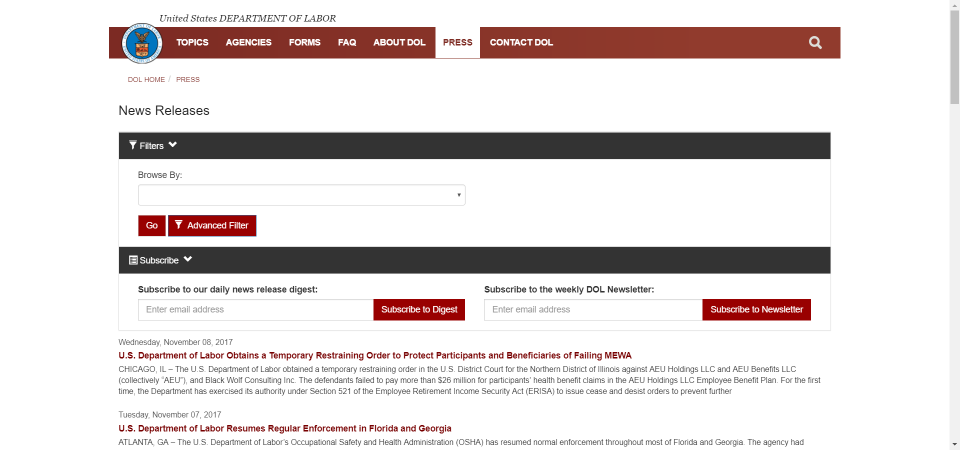 United States DEPARTMENT OF LABOR
TOPICS AGENCIES FORMS FAQ ABOUT DOL PRESS CONTACT DOL
DOL HOME / PRESS
News Releases
Filters
Browse By:
Go Advanced Filter
Subscribe
Subscribe to our daily news release digest: Subscribe to the weekly DOL Newsletter:
Enter email address Subscribe to Digest Enter email address Subscribe to Newsletter
Wednesday, November 08, 2017
U.S. Department of Labor Obtains a Temporary Restraining Order to Protect Participants and Beneficiaries of Failing MEWA
CHICAGO, IL – The U.S. Department of Labor obtained a temporary restraining order in the U.S. District Court for the Northern District of Illinois against AEU Holdings LLC and AEU Benefits LLC
(collectively “AEU”), and Black Wolf Consulting Inc. The defendants failed to pay more than $26 million for participants’ health benefit claims in the AEU Holdings LLC Employee Benefit Plan. For the first
time, the Department has exercised its authority under Section 521 of the Employee Retirement Income Security Act (ERISA) to issue cease and desist orders to prevent further
Tuesday, November 07, 2017
U.S. Department of Labor Resumes Regular Enforcement in Florida and Georgia
ATLANTA, GA – The U.S. Department of Labor’s Occupational Safety and Health Administration (OSHA) has resumed normal enforcement throughout most of Florida and Georgia. The agency had